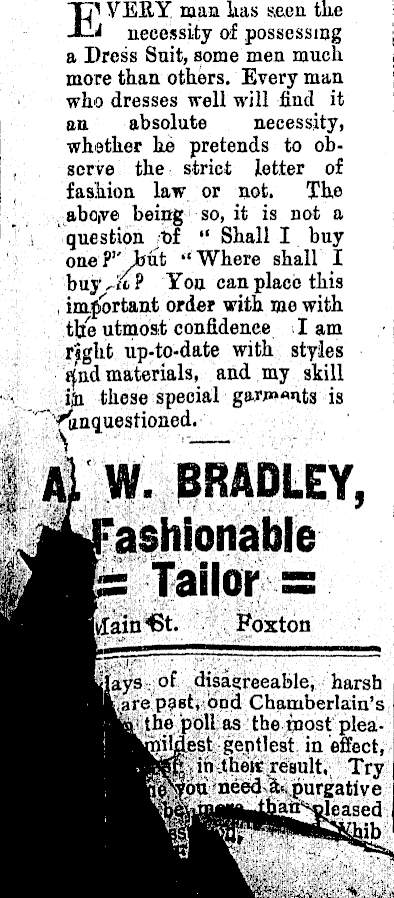 EVERY man has seen the
necessity of possessing
a Dress Suit, some men much
more than others. Every man
who dresses well will find it
an absolute necessity,
whether he pretends to ob-
serve the strict letter of
fashion law or not. The
above being so, it is not a
question of "Shall I buy
one?" but "Where shall I
buy it? You can place this
important order with me with
the utmost confidence I am
right up-to-date with styles
and materials, and my skill
in these special garments is
unquestioned.
A. W. BRADLEY,
Fashionable
= Tailor =
Main St. Foxton
days of disagreeable, harsh
are past, ond Chamberlain's
the poll as the most plea-
mildest gentlest in effect,
in their result. Try
you need a purgative
be more than pleased
Whib